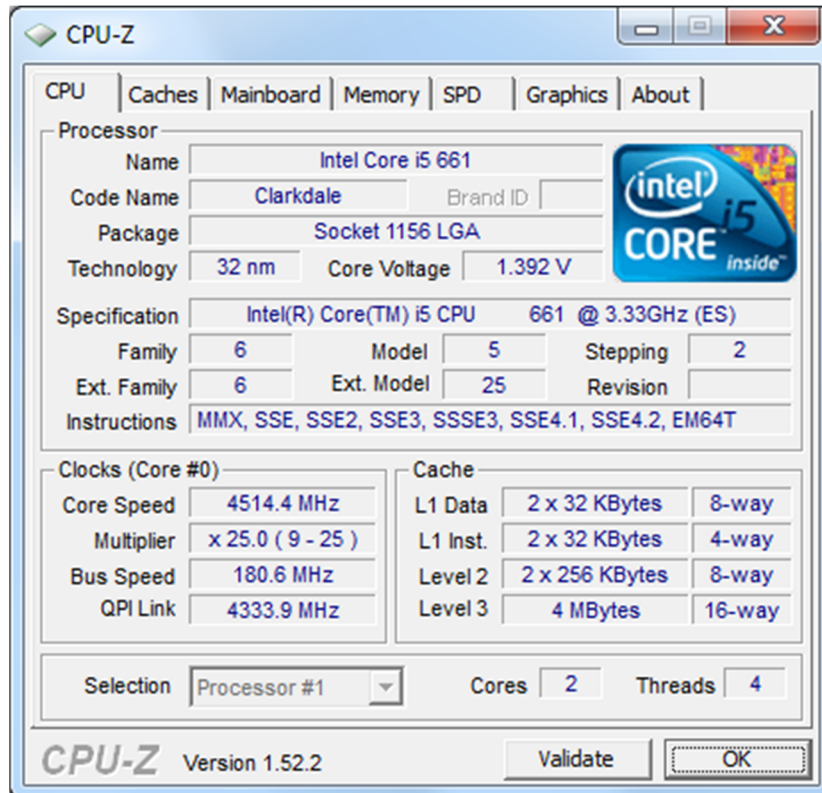 CPU-Z
CPU Caches Mainboard Memory SPD Graphics About
Processor
Name Intel Core i5 661
Code Name Clarkdale Brand ID
Package Socket 1156 LGA
Technology 32 nm Core Voltage 1.392 V
intel i5
CORE inside™
Specification Intel(R) Core(TM) i5 CPU 661 @ 3.33GHz (ES)
Family 6 Model 5 Stepping 2
Ext. Family 6 Ext. Model 25 Revision
Instructions MMX, SSE, SSE2, SSE3, SSSE3, SSE4.1, SSE4.2, EM64T
Clocks (Core #0) Cache
Core Speed 4514.4 MHz L1 Data 2 x 32 KBytes 8-way
Multiplier x 25.0 ( 9 - 25 ) L1 Inst. 2 x 32 KBytes 4-way
Bus Speed 180.6 MHz Level 2 2 x 256 KBytes 8-way
QPI Link 4333.9 MHz Level 3 4 MBytes 16-way
Selection Processor #1 Cores 2 Threads 4
CPU-Z Version 1.52.2 Validate OK